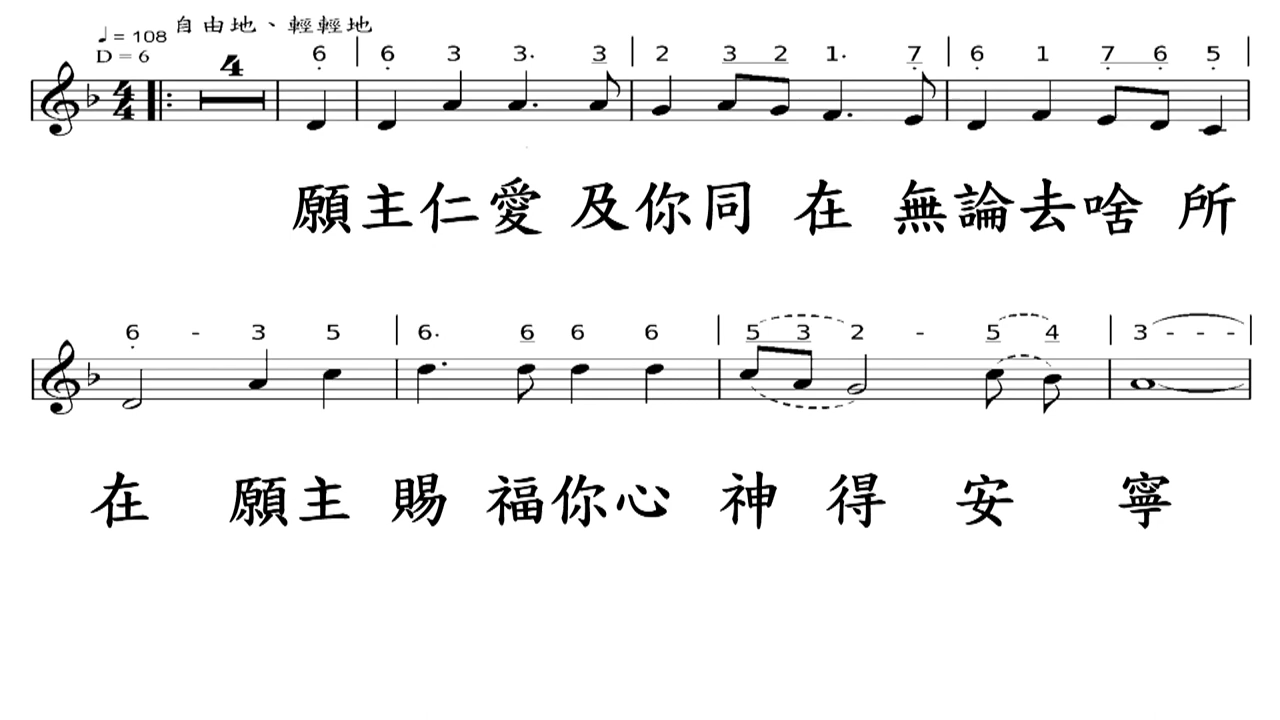 自由地、輕輕地
♩= 108
D = 6
4
6̣ | 6̣ 3 3. 3 | 2 3 2 1. 7̣ | 6̣ 1 7̣ 6̣ 5̣ |
4/4
願主仁愛 及你同 在 無論去啥 所
6̣ - 3 5 | 6. 6 6 6 | 5 3 2 - 5 4 | 3 - - - |
在 願主 賜 福你心 神 得 安 寧